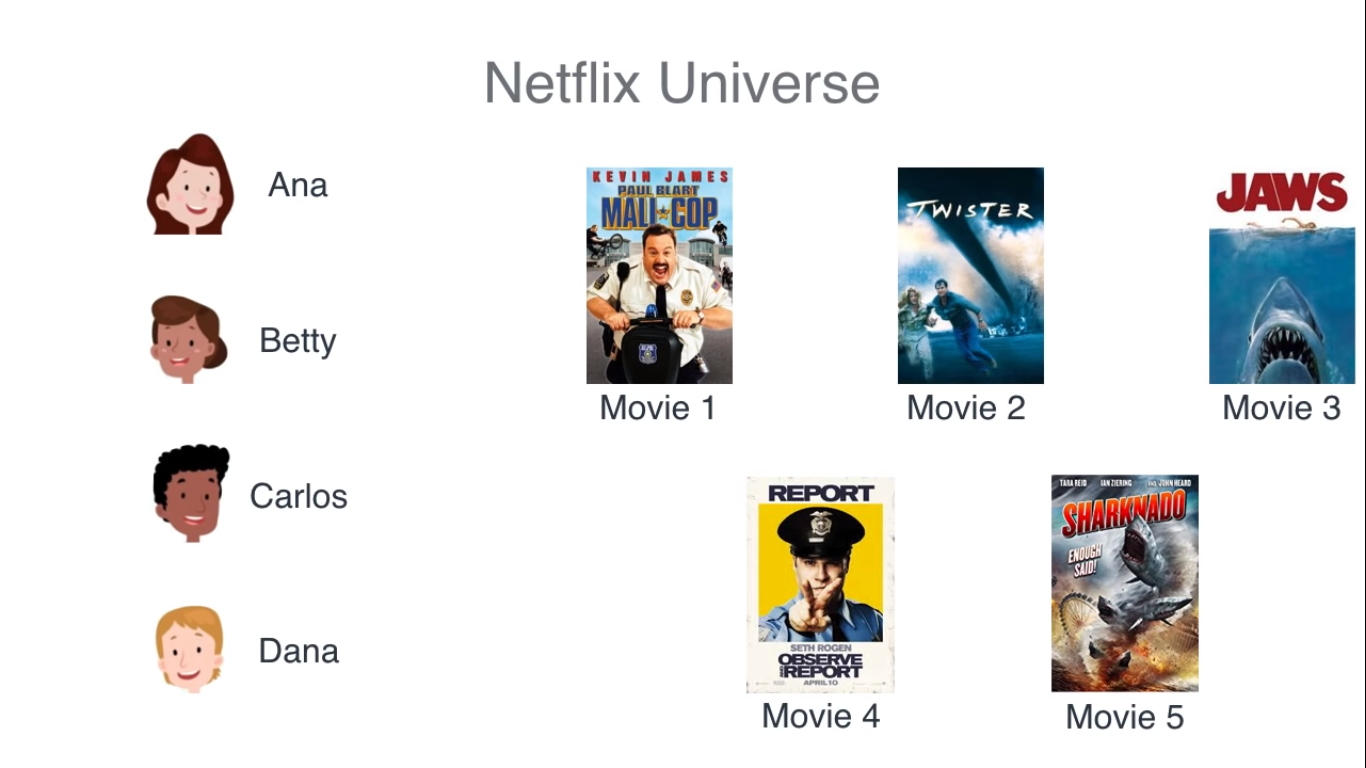 Netflix Universe
Ana
Betty
Carlos
Dana
KEVIN JAMES
PAUL BLART
MALL COP
Movie 1
TWISTER
Movie 2
JAWS
Movie 3
REPORT
SETH ROGEN
OBSERVE
AND REPORT
APRIL 10
Movie 4
TARA REID IAN ZIERING AND JOHN HEARD
SHARKNADO
ENOUGH
SAID!
Movie 5